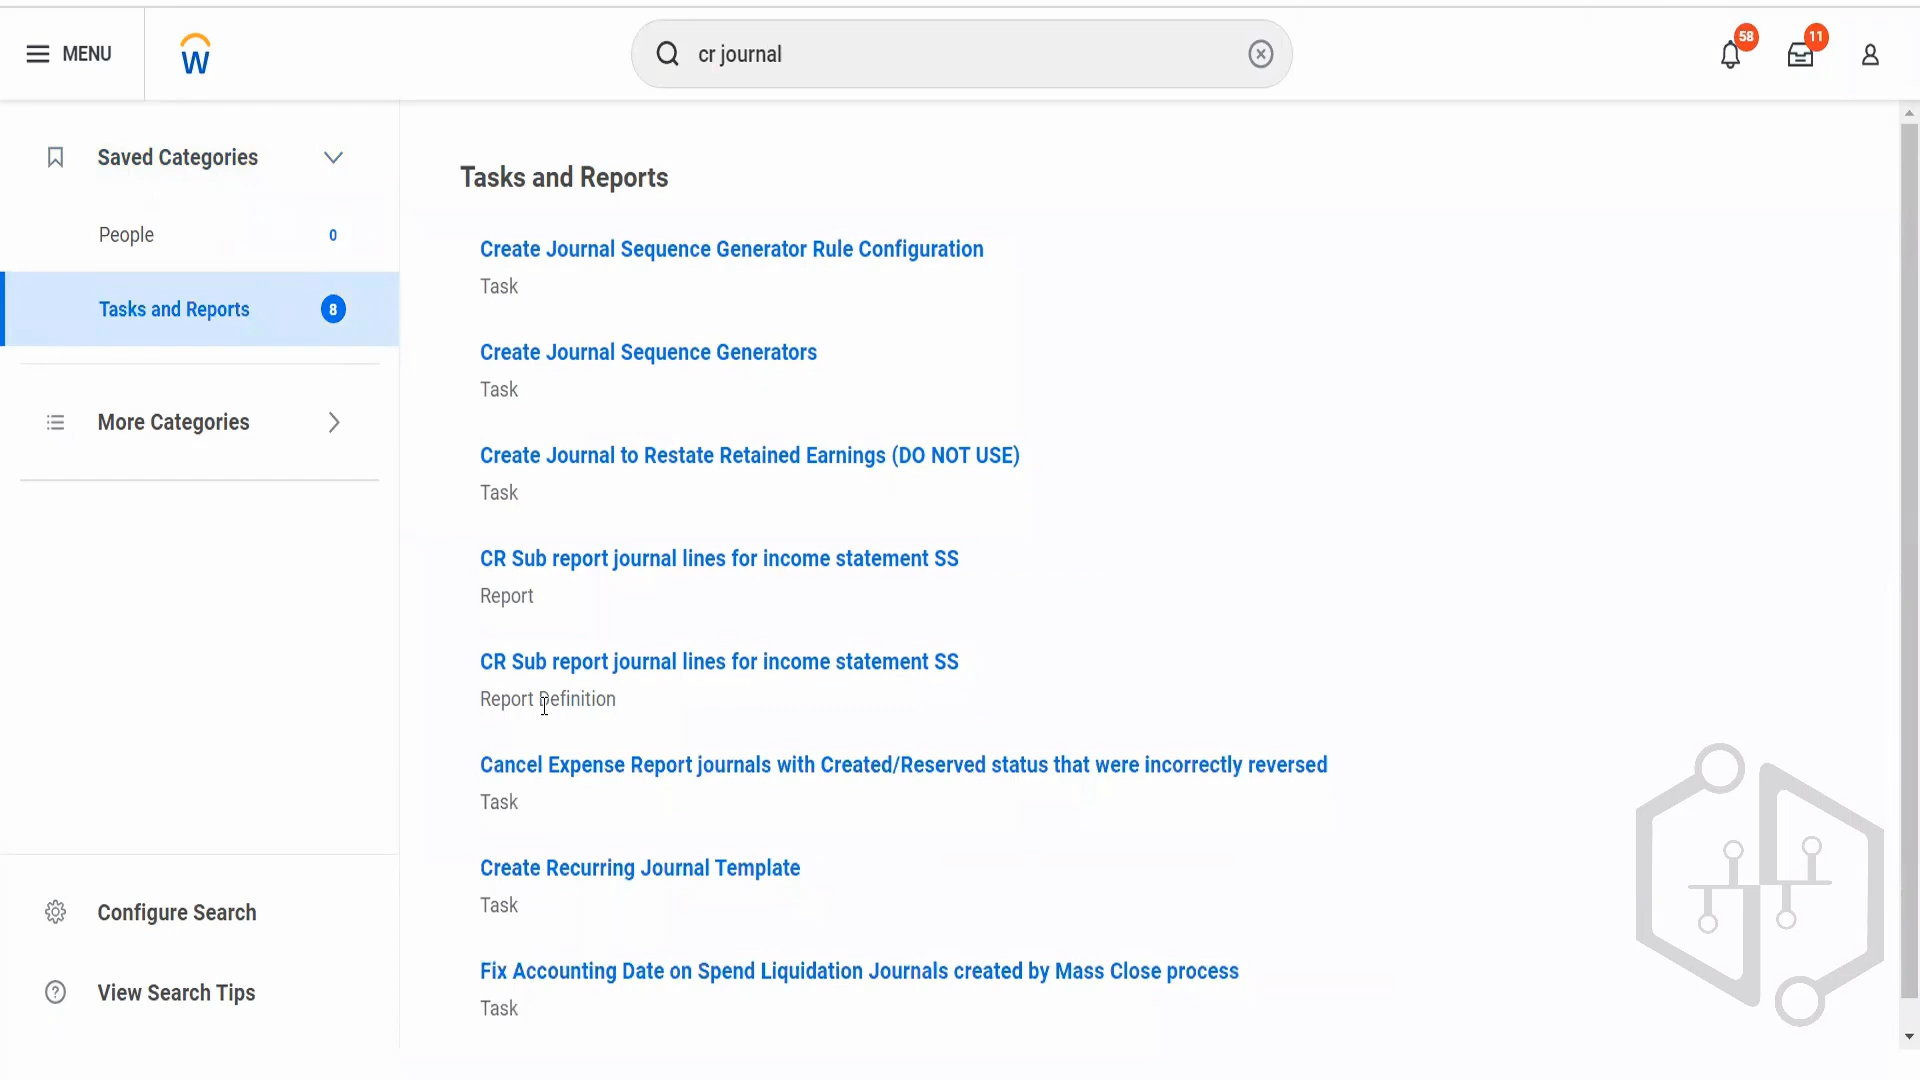 MENU
W
cr journal
58
11
Saved Categories
People
0
Tasks and Reports
8
More Categories
Configure Search
View Search Tips
Tasks and Reports
Create Journal Sequence Generator Rule Configuration
Task
Create Journal Sequence Generators
Task
Create Journal to Restate Retained Earnings (DO NOT USE)
Task
CR Sub report journal lines for income statement SS
Report
CR Sub report journal lines for income statement SS
Report Definition
Cancel Expense Report journals with Created/Reserved status that were incorrectly reversed
Task
Create Recurring Journal Template
Task
Fix Accounting Date on Spend Liquidation Journals created by Mass Close process
Task